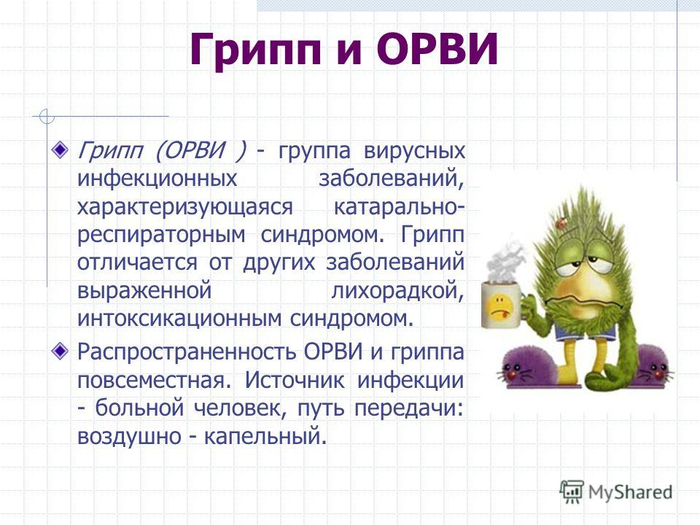 Грипп и ОРВИ
Грипп (ОРВИ ) - группа вирусных
инфекционных заболеваний,
характеризующаяся катарально-
респираторным синдромом. Грипп
отличается от других заболеваний
выраженной лихорадкой,
интоксикационным синдромом.
Распространенность ОРВИ и гриппа
повсеместная. Источник инфекции
- больной человек, путь передачи:
воздушно - капельный.
MyShared